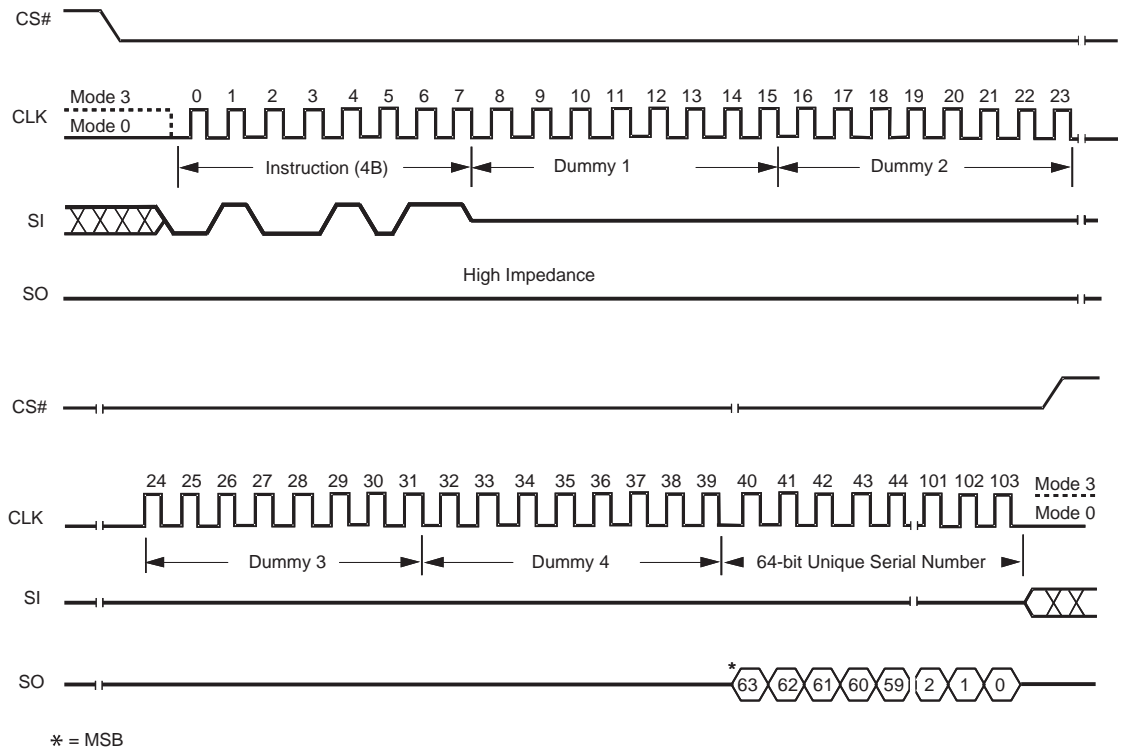 CS#
Mode 3
0 1 2 3 4 5 6 7 8 9 10 11 12 13 14 15 16 17 18 19 20 21 22 23
CLK
Mode 0
Instruction (4B)
Dummy 1
Dummy 2
SI
High Impedance
SO
CS#
24 25 26 27 28 29 30 31 32 33 34 35 36 37 38 39 40 41 42 43 44 101 102 103
Mode 3
CLK
Mode 0
Dummy 3
Dummy 4
64-bit Unique Serial Number
SI
*
SO
63 62 61 60 59 2 1 0
* = MSB